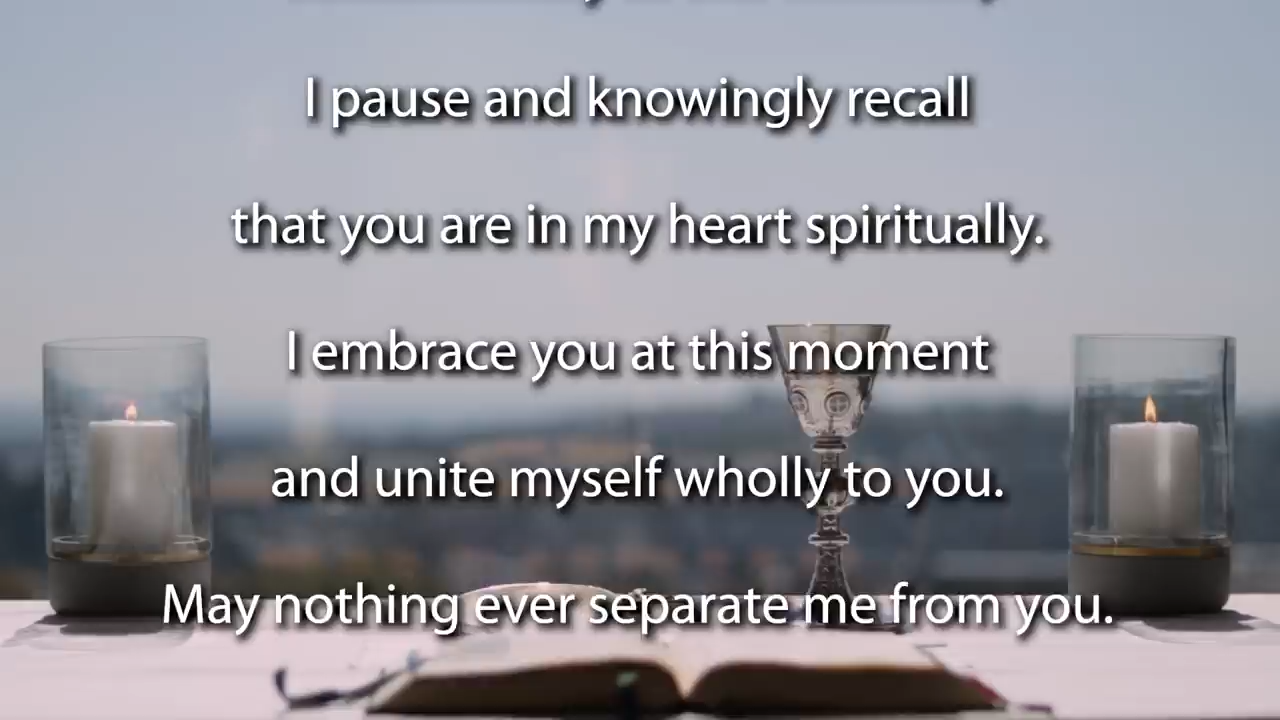 I pause and knowingly recall
that you are in my heart spiritually.
I embrace you at this moment
and unite myself wholly to you.
May nothing ever separate me from you.